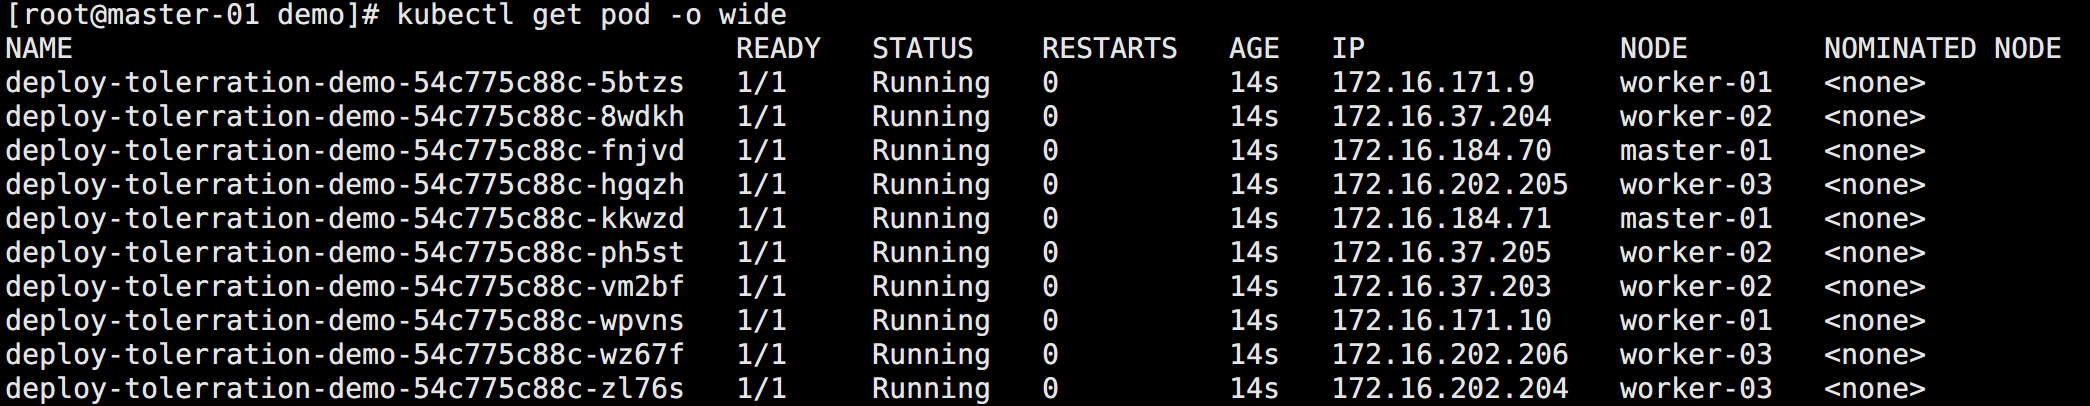 [root@master-01 demo]# kubectl get pod -o wide
NAME READY STATUS RESTARTS AGE IP NODE NOMINATED NODE
deploy-tolerration-demo-54c775c88c-5btzs 1/1 Running 0 14s 172.16.171.9 worker-01 <none>
deploy-tolerration-demo-54c775c88c-8wdkh 1/1 Running 0 14s 172.16.37.204 worker-02 <none>
deploy-tolerration-demo-54c775c88c-fnjvd 1/1 Running 0 14s 172.16.184.70 master-01 <none>
deploy-tolerration-demo-54c775c88c-hgqzh 1/1 Running 0 14s 172.16.202.205 worker-03 <none>
deploy-tolerration-demo-54c775c88c-kkwzd 1/1 Running 0 14s 172.16.184.71 master-01 <none>
deploy-tolerration-demo-54c775c88c-ph5st 1/1 Running 0 14s 172.16.37.205 worker-02 <none>
deploy-tolerration-demo-54c775c88c-vm2bf 1/1 Running 0 14s 172.16.37.203 worker-02 <none>
deploy-tolerration-demo-54c775c88c-wpvns 1/1 Running 0 14s 172.16.171.10 worker-01 <none>
deploy-tolerration-demo-54c775c88c-wz67f 1/1 Running 0 14s 172.16.202.206 worker-03 <none>
deploy-tolerration-demo-54c775c88c-zl76s 1/1 Running 0 14s 172.16.202.204 worker-03 <none>